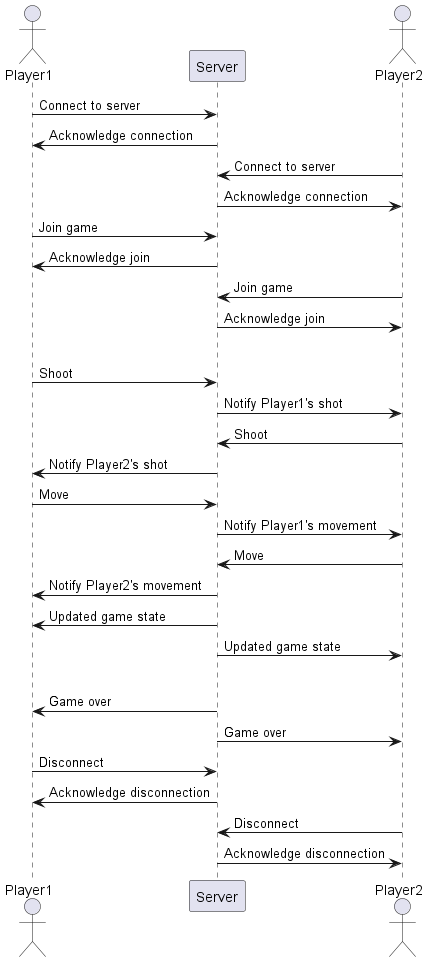 Player1
Server
Player2
Connect to server
Acknowledge connection
Connect to server
Acknowledge connection
Join game
Acknowledge join
Join game
Acknowledge join
Shoot
Notify Player1's shot
Shoot
Notify Player2's shot
Move
Notify Player1's movement
Move
Notify Player2's movement
Updated game state
Updated game state
Game over
Game over
Disconnect
Acknowledge disconnection
Disconnect
Acknowledge disconnection
Player1
Server
Player2